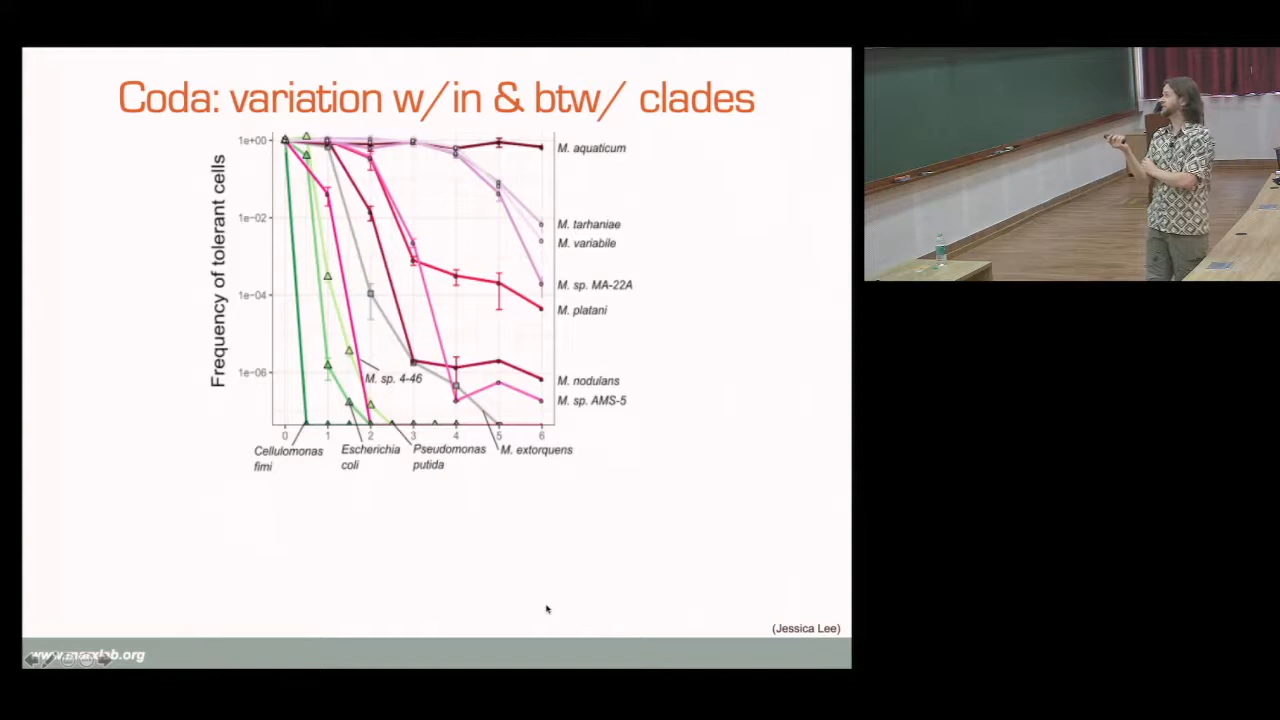 Coda: variation w/in & btw/ clades
Frequency of tolerant cells
1e+00
1e-02
1e-04
1e-06
0 1 2 3 4 5 6
M. aquaticum
M. tarhaniae
M. variabile
M. sp. MA-22A
M. platani
M. nodulans
M. sp. AMS-5
M. sp. 4-46
Cellulomonas
fimi
Escherichia
coli
Pseudomonas
putida
M. extorquens
(Jessica Lee)
www.marxlab.org